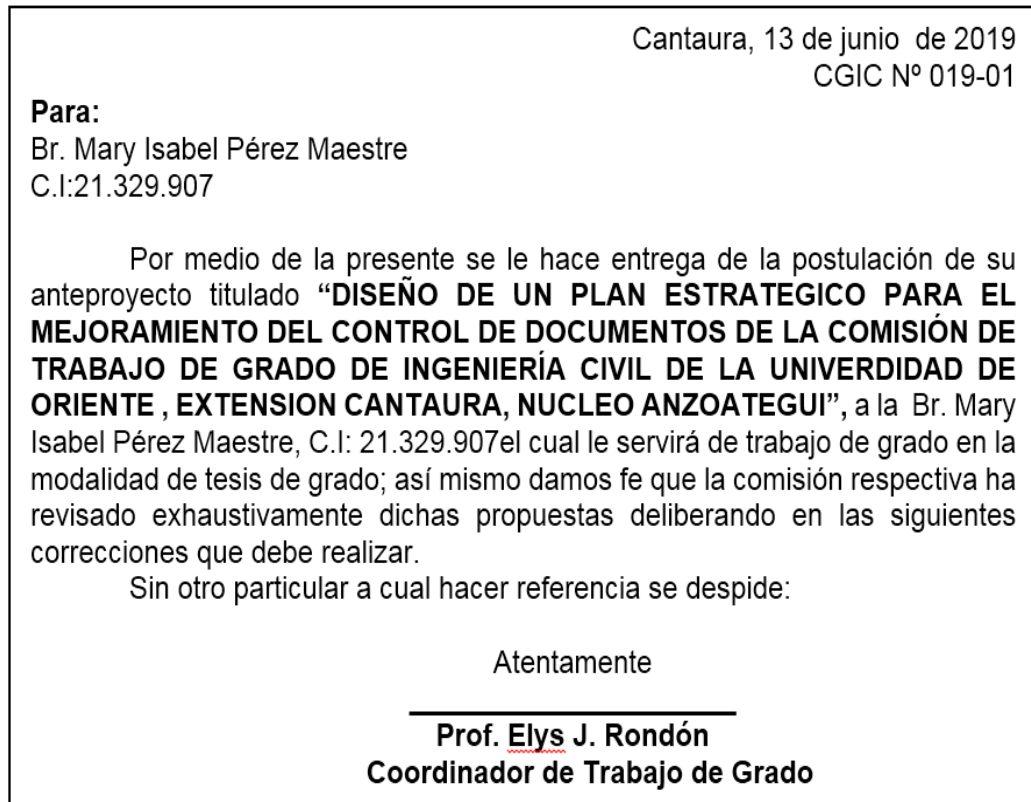 Cantaura, 13 de junio  de 2019
CGIC Nº 019-01
Para:
Br. Mary Isabel Pérez Maestre
C.I:21.329.907
Por medio de la presente se le hace entrega de la postulación de su
anteproyecto titulado “DISEÑO DE UN PLAN ESTRATEGICO PARA EL
MEJORAMIENTO DEL CONTROL DE DOCUMENTOS DE LA COMISIÓN DE
TRABAJO DE GRADO DE INGENIERÍA CIVIL DE LA UNIVERDIDAD DE
ORIENTE , EXTENSION CANTAURA, NUCLEO ANZOATEGUI”, a la  Br. Mary
Isabel Pérez Maestre, C.I: 21.329.907el cual le servirá de trabajo de grado en la
modalidad de tesis de grado; así mismo damos fe que la comisión respectiva ha
revisado exhaustivamente dichas propuestas deliberando en las siguientes
correcciones que debe realizar.
Sin otro particular a cual hacer referencia se despide:
Atentamente
Prof. Elys J. Rondón
Coordinador de Trabajo de Grado